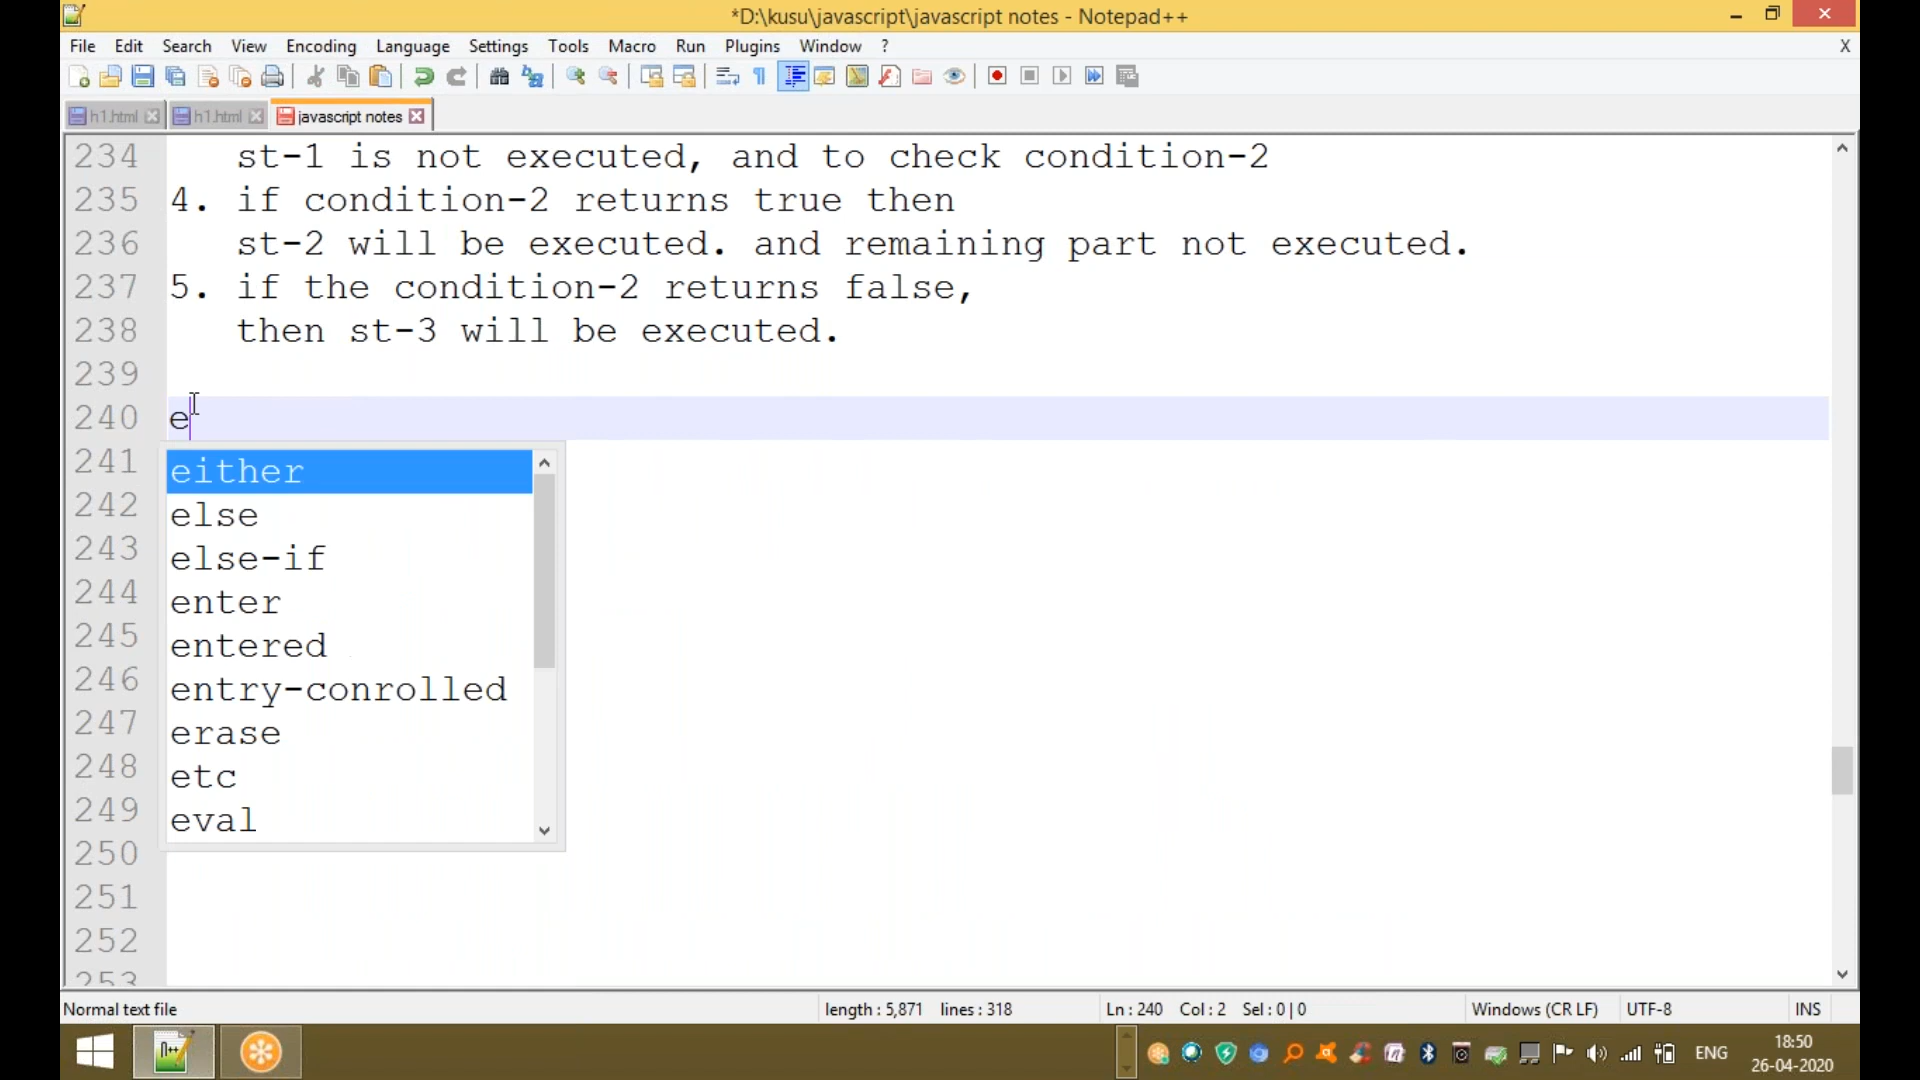 *D:\kusu\javascript\javascript notes - Notepad++
File Edit Search View Encoding Language Settings Tools Macro Run Plugins Window ? X
h1.html h1.html javascript notes
234 st-1 is not executed, and to check condition-2
235 4. if condition-2 returns true then
236 st-2 will be executed. and remaining part not executed.
237 5. if the condition-2 returns false,
238 then st-3 will be executed.
239
240 e
241 either
242 else
243 else-if
244 enter
245 entered
246 entry-conrolled
247 erase
248 etc
249 eval
250
251
252
253
Normal text file length : 5,871 lines : 318 Ln : 240 Col : 2 Sel : 0 | 0 Windows (CR LF) UTF-8 INS
ENG 18:50
26-04-2020